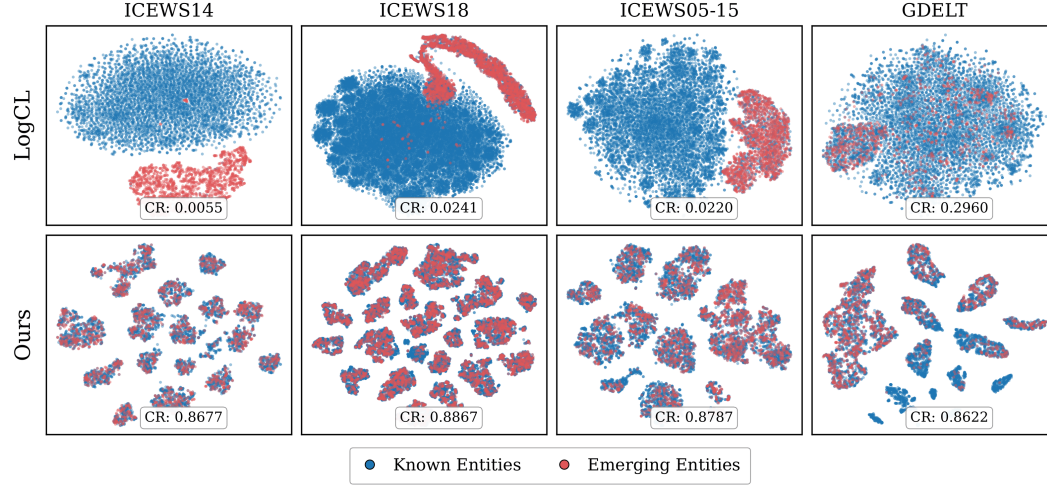 ICEWS14 ICEWS18 ICEWS05-15 GDELT
LogCL
CR: 0.0055 CR: 0.0241 CR: 0.0220 CR: 0.2960
Ours
CR: 0.8677 CR: 0.8867 CR: 0.8787 CR: 0.8622
Known Entities Emerging Entities